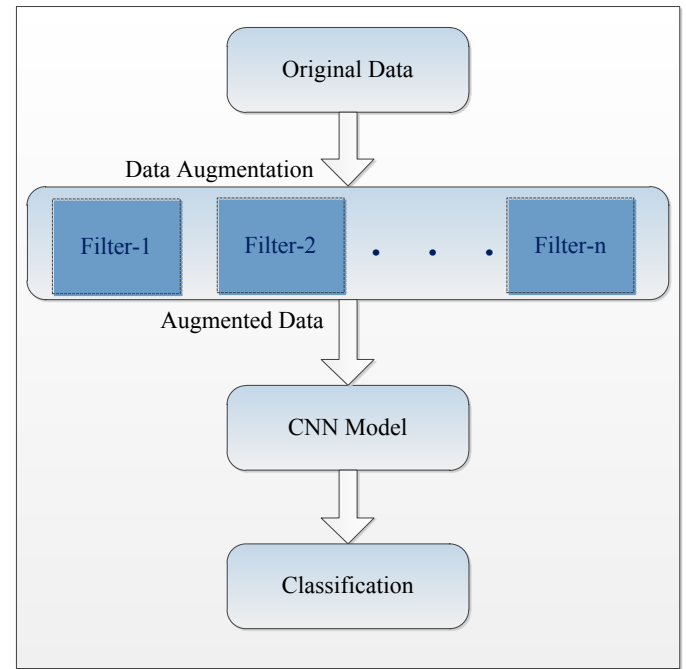 Original Data
Data Augmentation
Filter-1 Filter-2 . . . Filter-n
Augmented Data
CNN Model
Classification